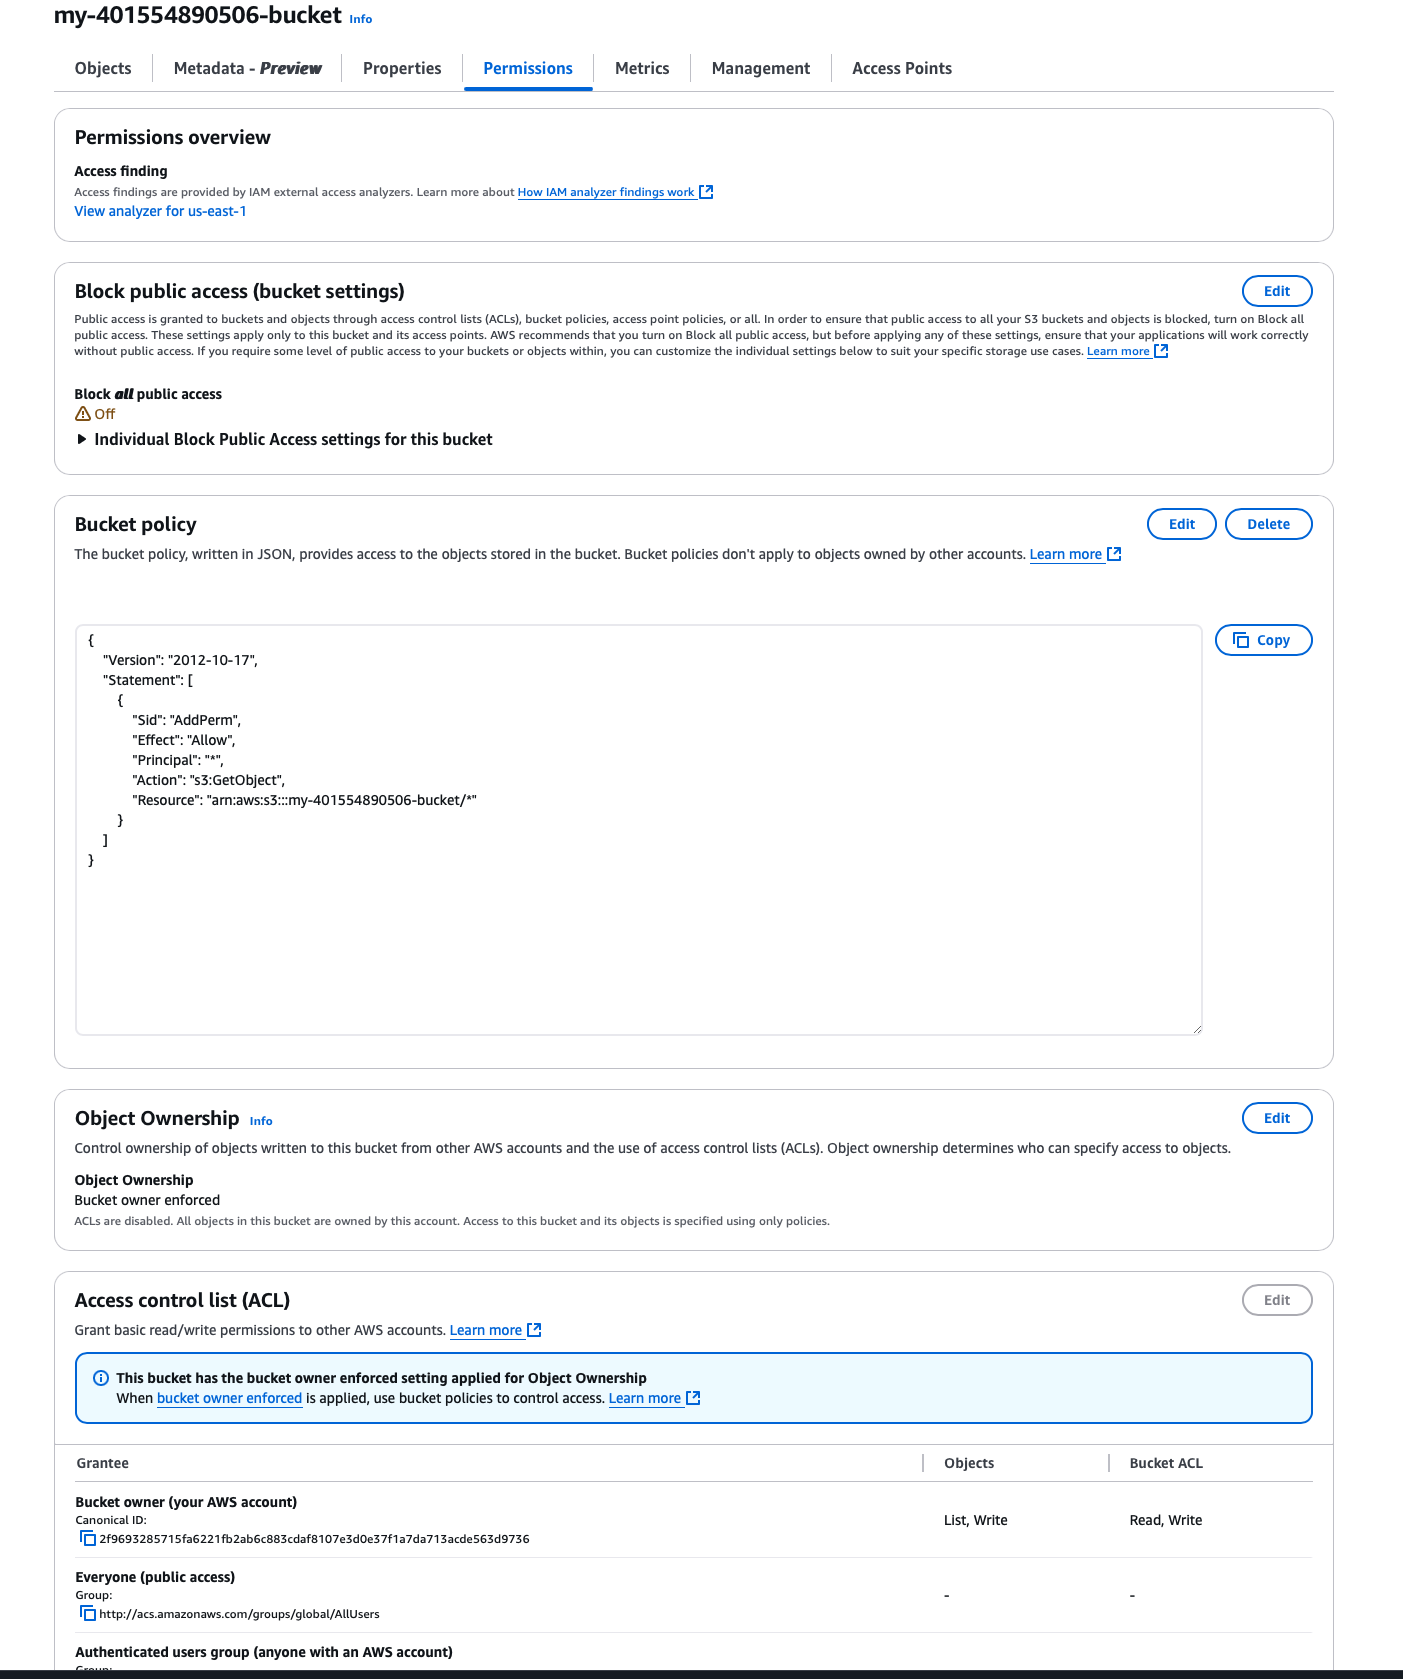 my-401554890506-bucket Info
Objects Metadata - Preview Properties Permissions Metrics Management Access Points
Permissions overview
Access finding
Access findings are provided by IAM external access analyzers. Learn more about How IAM analyzer findings work
View analyzer for us-east-1
Block public access (bucket settings)
Edit
Public access is granted to buckets and objects through access control lists (ACLs), bucket policies, access point policies, or all. In order to ensure that public access to all your S3 buckets and objects is blocked, turn on Block all
public access. These settings apply only to this bucket and its access points. AWS recommends that you turn on Block all public access, but before applying any of these settings, ensure that your applications will work correctly
without public access. If you require some level of public access to your buckets or objects within, you can customize the individual settings below to suit your specific storage use cases. Learn more
Block all public access
Off
Individual Block Public Access settings for this bucket
Bucket policy
Edit Delete
The bucket policy, written in JSON, provides access to the objects stored in the bucket. Bucket policies don't apply to objects owned by other accounts. Learn more
Copy
{
"Version": "2012-10-17",
"Statement": [
{
"Sid": "AddPerm",
"Effect": "Allow",
"Principal": "*",
"Action": "s3:GetObject",
"Resource": "arn:aws:s3:::my-401554890506-bucket/*"
}
]
}
Object Ownership Info
Edit
Control ownership of objects written to this bucket from other AWS accounts and the use of access control lists (ACLs). Object ownership determines who can specify access to objects.
Object Ownership
Bucket owner enforced
ACLs are disabled. All objects in this bucket are owned by this account. Access to this bucket and its objects is specified using only policies.
Access control list (ACL)
Edit
Grant basic read/write permissions to other AWS accounts. Learn more
This bucket has the bucket owner enforced setting applied for Object Ownership
When bucket owner enforced is applied, use bucket policies to control access. Learn more
Grantee Objects Bucket ACL
Bucket owner (your AWS account)
Canonical ID:
2f9693285715fa6221fb2ab6c883cdaf8107e3d0e37f1a7da713acde563d9736
List, Write Read, Write
Everyone (public access)
Group:
http://acs.amazonaws.com/groups/global/AllUsers
- -
Authenticated users group (anyone with an AWS account)
Group: